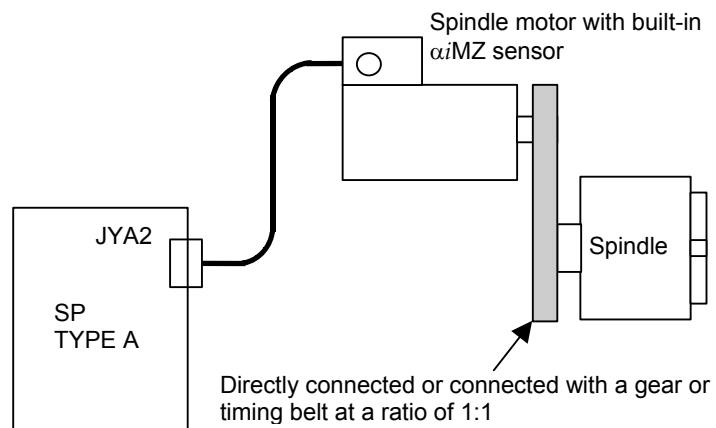 Spindle motor with built-in
αiMZ sensor
JYA2
Spindle
SP
TYPE A
Directly connected or connected with a gear or
timing belt at a ratio of 1:1